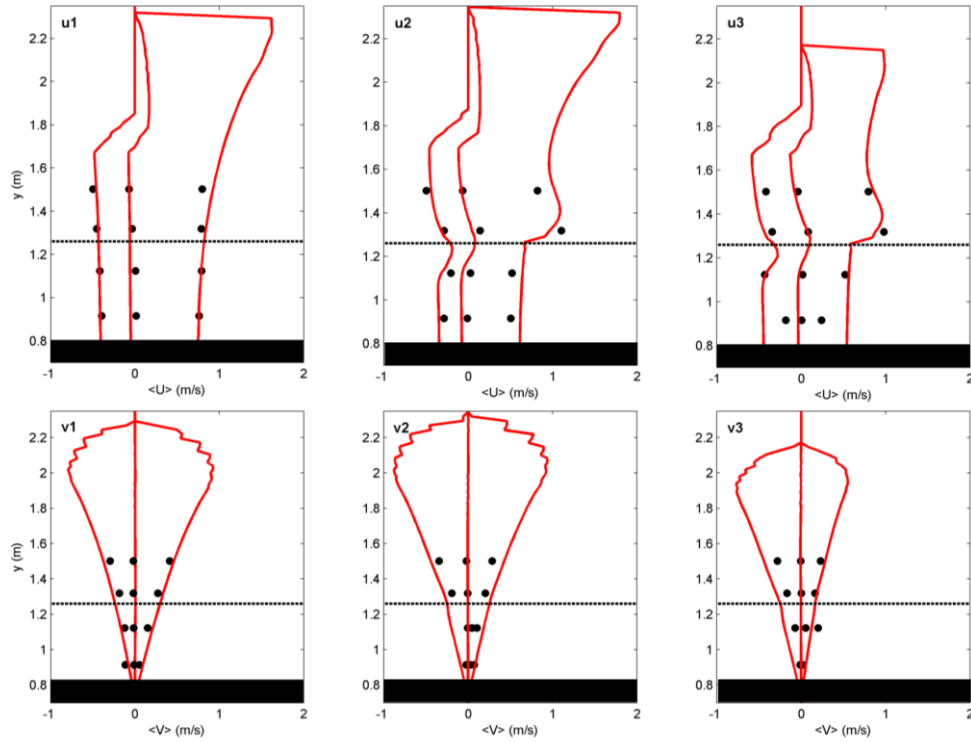 u1 u2 u3
2.2 2.2 2.2
2 2 2
1.8 1.8 1.8
y (m) 1.6 1.6 1.6
1.4 1.4 1.4
1.2 1.2 1.2
1 1 1
0.8 0.8 0.8
-1 0 1 2 -1 0 1 2 -1 0 1 2
<U> (m/s) <U> (m/s) <U> (m/s)
v1 v2 v3
2.2 2.2 2.2
2 2 2
1.8 1.8 1.8
y (m) 1.6 1.6 1.6
1.4 1.4 1.4
1.2 1.2 1.2
1 1 1
0.8 0.8 0.8
-1 0 1 2 -1 0 1 2 -1 0 1 2
<V> (m/s) <V> (m/s) <V> (m/s)